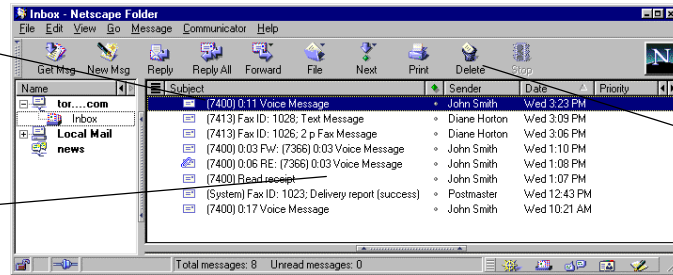 Inbox - Netscape Folder
File Edit View Go Message Communicator Help
Get Msg New Msg Reply Reply All Forward File Next Print Delete Stop
N
Name Subject Sender Date Priority
tor....com
Inbox
Local Mail
news
(7400) 0:11 Voice Message John Smith Wed 3:23 PM
(7413) Fax ID: 1028; Text Message Diane Horton Wed 3:09 PM
(7413) Fax ID: 1026; 2 p Fax Message Diane Horton Wed 3:06 PM
(7400) 0:03 FW: (7366) 0:03 Voice Message John Smith Wed 1:10 PM
(7400) 0:06 RE: (7366) 0:03 Voice Message John Smith Wed 1:08 PM
(7400) Read receipt John Smith Wed 1:07 PM
(System) Fax ID: 1023; Delivery report (success) Postmaster Wed 12:43 PM
(7400) 0:17 Voice Message John Smith Wed 10:21 AM
Total messages: 8 Unread messages: 0